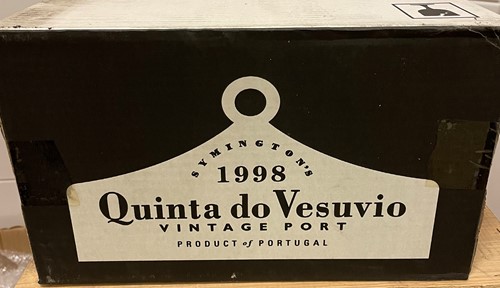 SYMINGTON'S
1998
Quinta do Vesuvio
VINTAGE PORT
PRODUCT of PORTUGAL